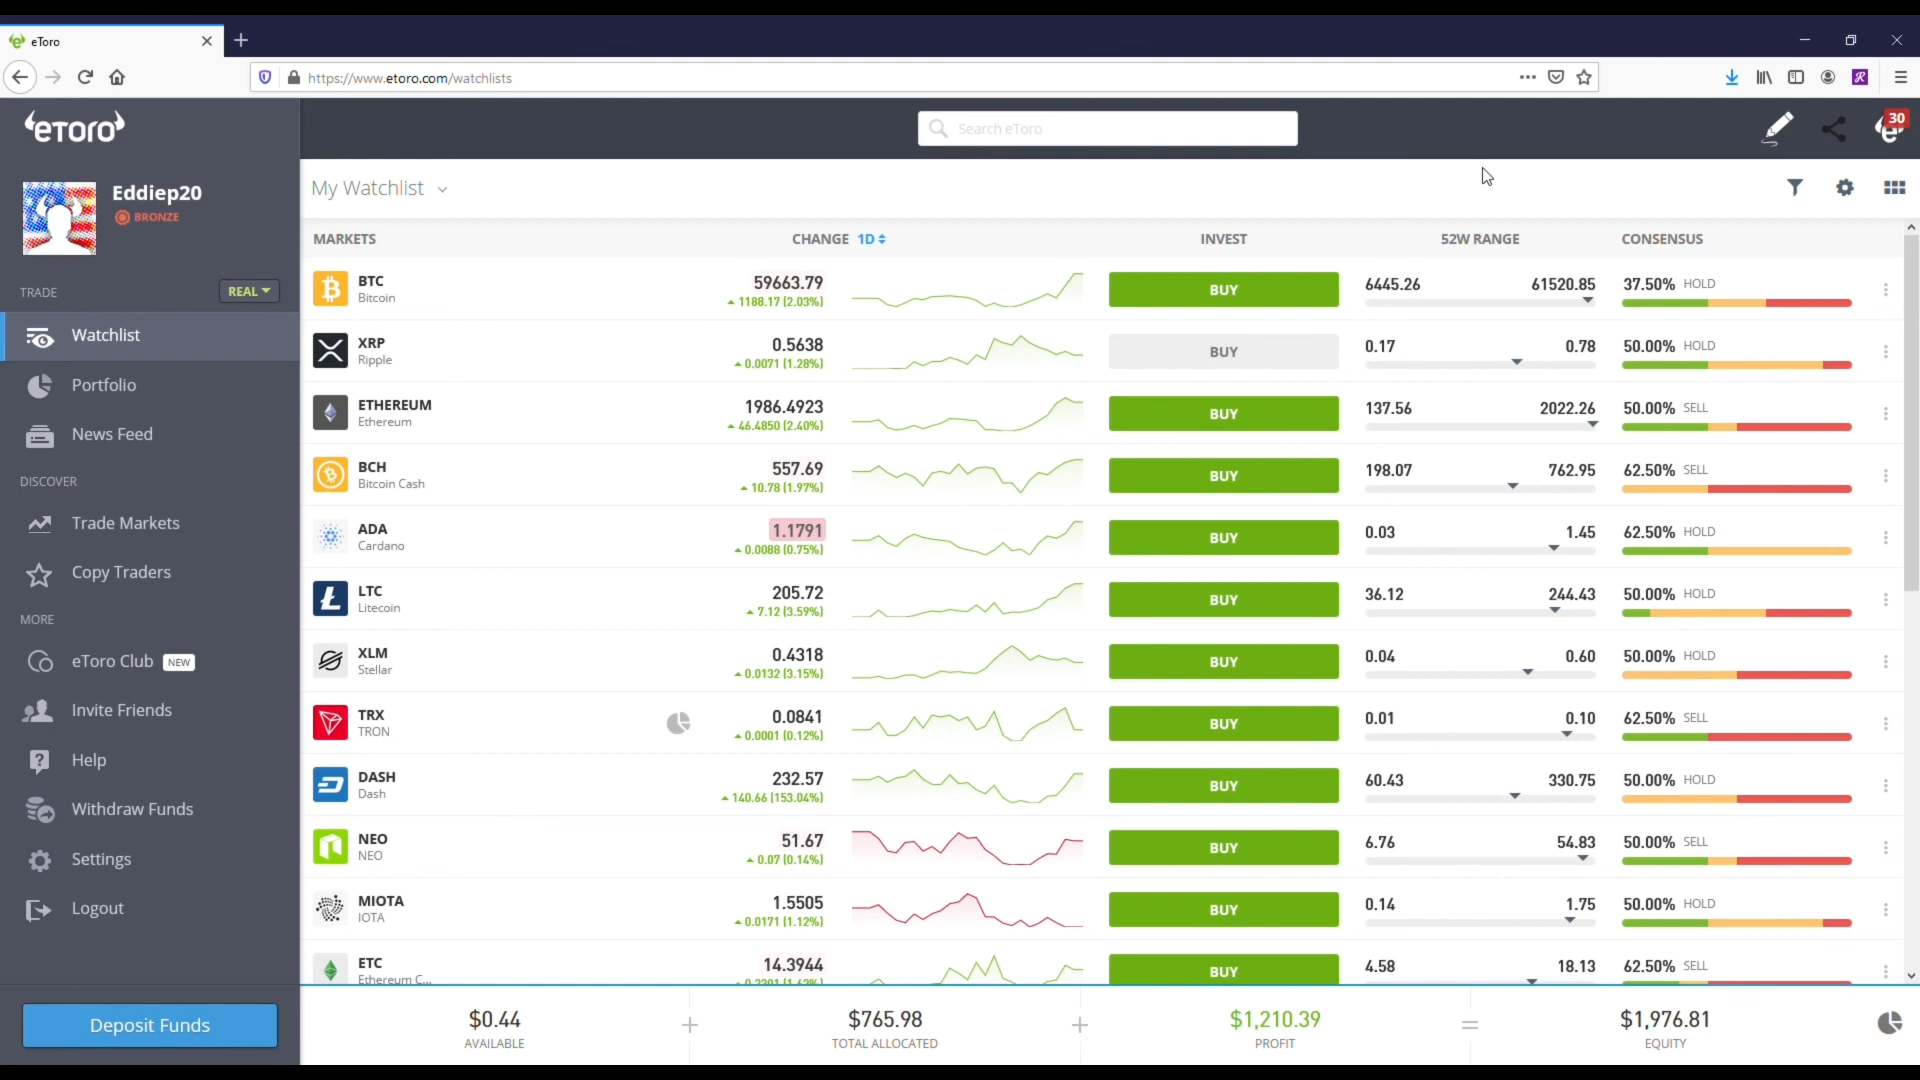 eToro
https://www.etoro.com/watchlists
eToro
Search eToro
30
Eddiep20
BRONZE
TRADE
REAL
Watchlist
Portfolio
News Feed
DISCOVER
Trade Markets
Copy Traders
MORE
eToro Club NEW
Invite Friends
Help
Withdraw Funds
Settings
Logout
Deposit Funds
My Watchlist
MARKETS CHANGE 1D INVEST 52W RANGE CONSENSUS
BTC 59663.79 BUY 6445.26 61520.85 37.50% HOLD
Bitcoin 1188.17 (2.03%)
XRP 0.5638 BUY 0.17 0.78 50.00% HOLD
Ripple 0.0071 (1.28%)
ETHEREUM 1986.4923 BUY 137.56 2022.26 50.00% SELL
Ethereum 46.4850 (2.40%)
BCH 557.69 BUY 198.07 762.95 62.50% SELL
Bitcoin Cash 10.78 (1.97%)
ADA 1.1791 BUY 0.03 1.45 62.50% HOLD
Cardano 0.0088 (0.75%)
LTC 205.72 BUY 36.12 244.43 50.00% HOLD
Litecoin 7.12 (3.59%)
XLM 0.4318 BUY 0.04 0.60 50.00% HOLD
Stellar 0.0132 (3.15%)
TRX 0.0841 BUY 0.01 0.10 62.50% SELL
TRON 0.0001 (0.12%)
DASH 232.57 BUY 60.43 330.75 50.00% HOLD
Dash 140.66 (153.04%)
NEO 51.67 BUY 6.76 54.83 50.00% SELL
NEO 0.07 (0.14%)
MIOTA 1.5505 BUY 0.14 1.75 50.00% HOLD
IOTA 0.0171 (1.12%)
ETC 14.3944 BUY 4.58 18.13 62.50% SELL
Ethereum C...
$0.44 + $765.98 + $1,210.39 = $1,976.81
AVAILABLE TOTAL ALLOCATED PROFIT EQUITY